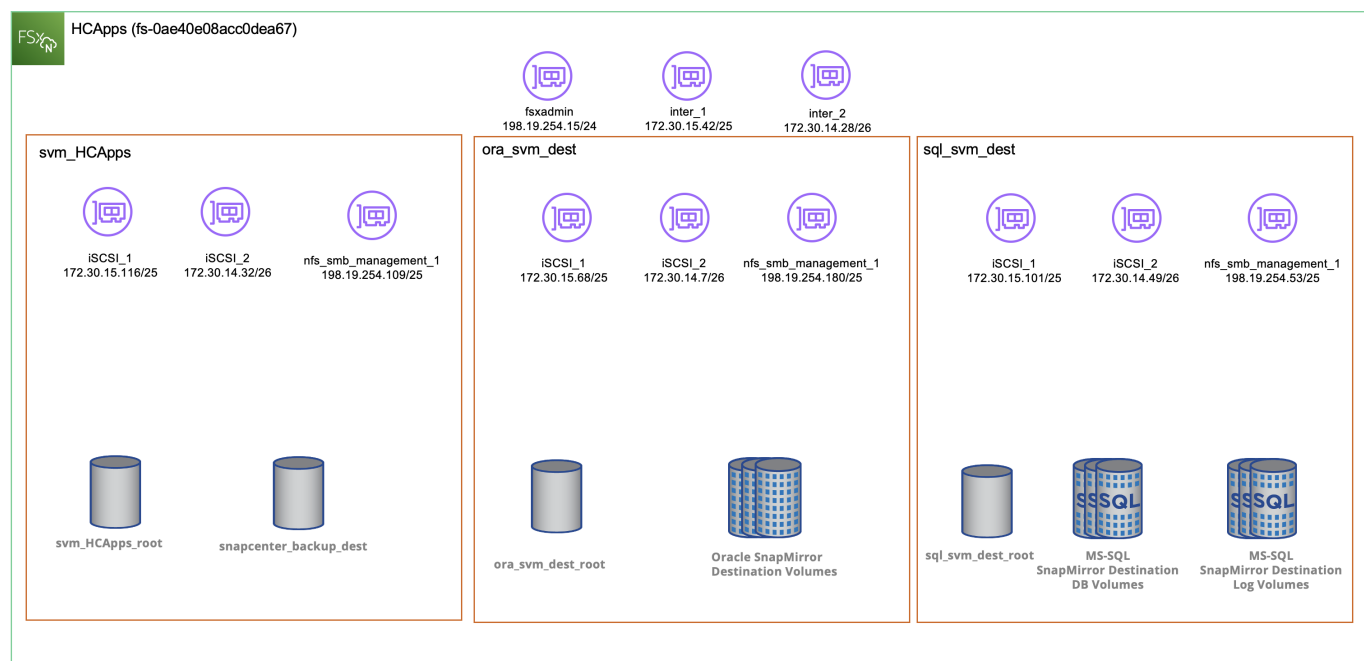 FSx
N
HCApps (fs-0ae40e08acc0dea67)
fsxadmin
198.19.254.15/24
inter_1
172.30.15.42/25
inter_2
172.30.14.28/26
svm_HCApps
iSCSI_1
172.30.15.116/25
iSCSI_2
172.30.14.32/26
nfs_smb_management_1
198.19.254.109/25
svm_HCApps_root
snapcenter_backup_dest
ora_svm_dest
iSCSI_1
172.30.15.68/25
iSCSI_2
172.30.14.7/26
nfs_smb_management_1
198.19.254.180/25
ora_svm_dest_root
Oracle SnapMirror
Destination Volumes
sql_svm_dest
iSCSI_1
172.30.15.101/25
iSCSI_2
172.30.14.49/26
nfs_smb_management_1
198.19.254.53/25
sql_svm_dest_root
SSSQL
MS-SQL
SnapMirror Destination
DB Volumes
SSSQL
MS-SQL
SnapMirror Destination
Log Volumes